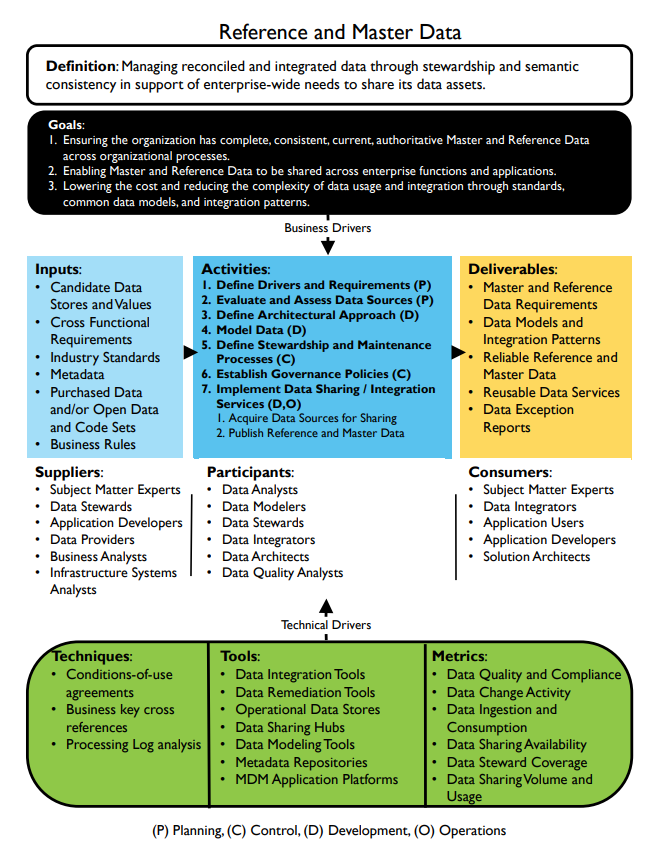 Reference and Master Data
Definition: Managing reconciled and integrated data through stewardship and semantic
consistency in support of enterprise-wide needs to share its data assets.
Goals:
1. Ensuring the organization has complete, consistent, current, authoritative Master and Reference Data
across organizational processes.
2. Enabling Master and Reference Data to be shared across enterprise functions and applications.
3. Lowering the cost and reducing the complexity of data usage and integration through standards,
common data models, and integration patterns.
Business Drivers
Inputs:
• Candidate Data
Stores and Values
• Cross Functional
Requirements
• Industry Standards
• Metadata
• Purchased Data
and/or Open Data
and Code Sets
• Business Rules
Activities:
1. Define Drivers and Requirements (P)
2. Evaluate and Assess Data Sources (P)
3. Define Architectural Approach (D)
4. Model Data (D)
5. Define Stewardship and Maintenance
Processes (C)
6. Establish Governance Policies (C)
7. Implement Data Sharing / Integration
Services (D,O)
1. Acquire Data Sources for Sharing
2. Publish Reference and Master Data
Deliverables:
• Master and Reference
Data Requirements
• Data Models and
Integration Patterns
• Reliable Reference and
Master Data
• Reusable Data Services
• Data Exception
Reports
Suppliers:
• Subject Matter Experts
• Data Stewards
• Application Developers
• Data Providers
• Business Analysts
• Infrastructure Systems
Analysts
Participants:
• Data Analysts
• Data Modelers
• Data Stewards
• Data Integrators
• Data Architects
• Data Quality Analysts
Consumers:
• Subject Matter Experts
• Data Integrators
• Application Users
• Application Developers
• Solution Architects
Technical Drivers
Techniques:
• Conditions-of-use
agreements
• Business key cross
references
• Processing Log analysis
Tools:
• Data Integration Tools
• Data Remediation Tools
• Operational Data Stores
• Data Sharing Hubs
• Data Modeling Tools
• Metadata Repositories
• MDM Application Platforms
Metrics:
• Data Quality and Compliance
• Data Change Activity
• Data Ingestion and
Consumption
• Data Sharing Availability
• Data Steward Coverage
• Data Sharing Volume and
Usage
(P) Planning, (C) Control, (D) Development, (O) Operations